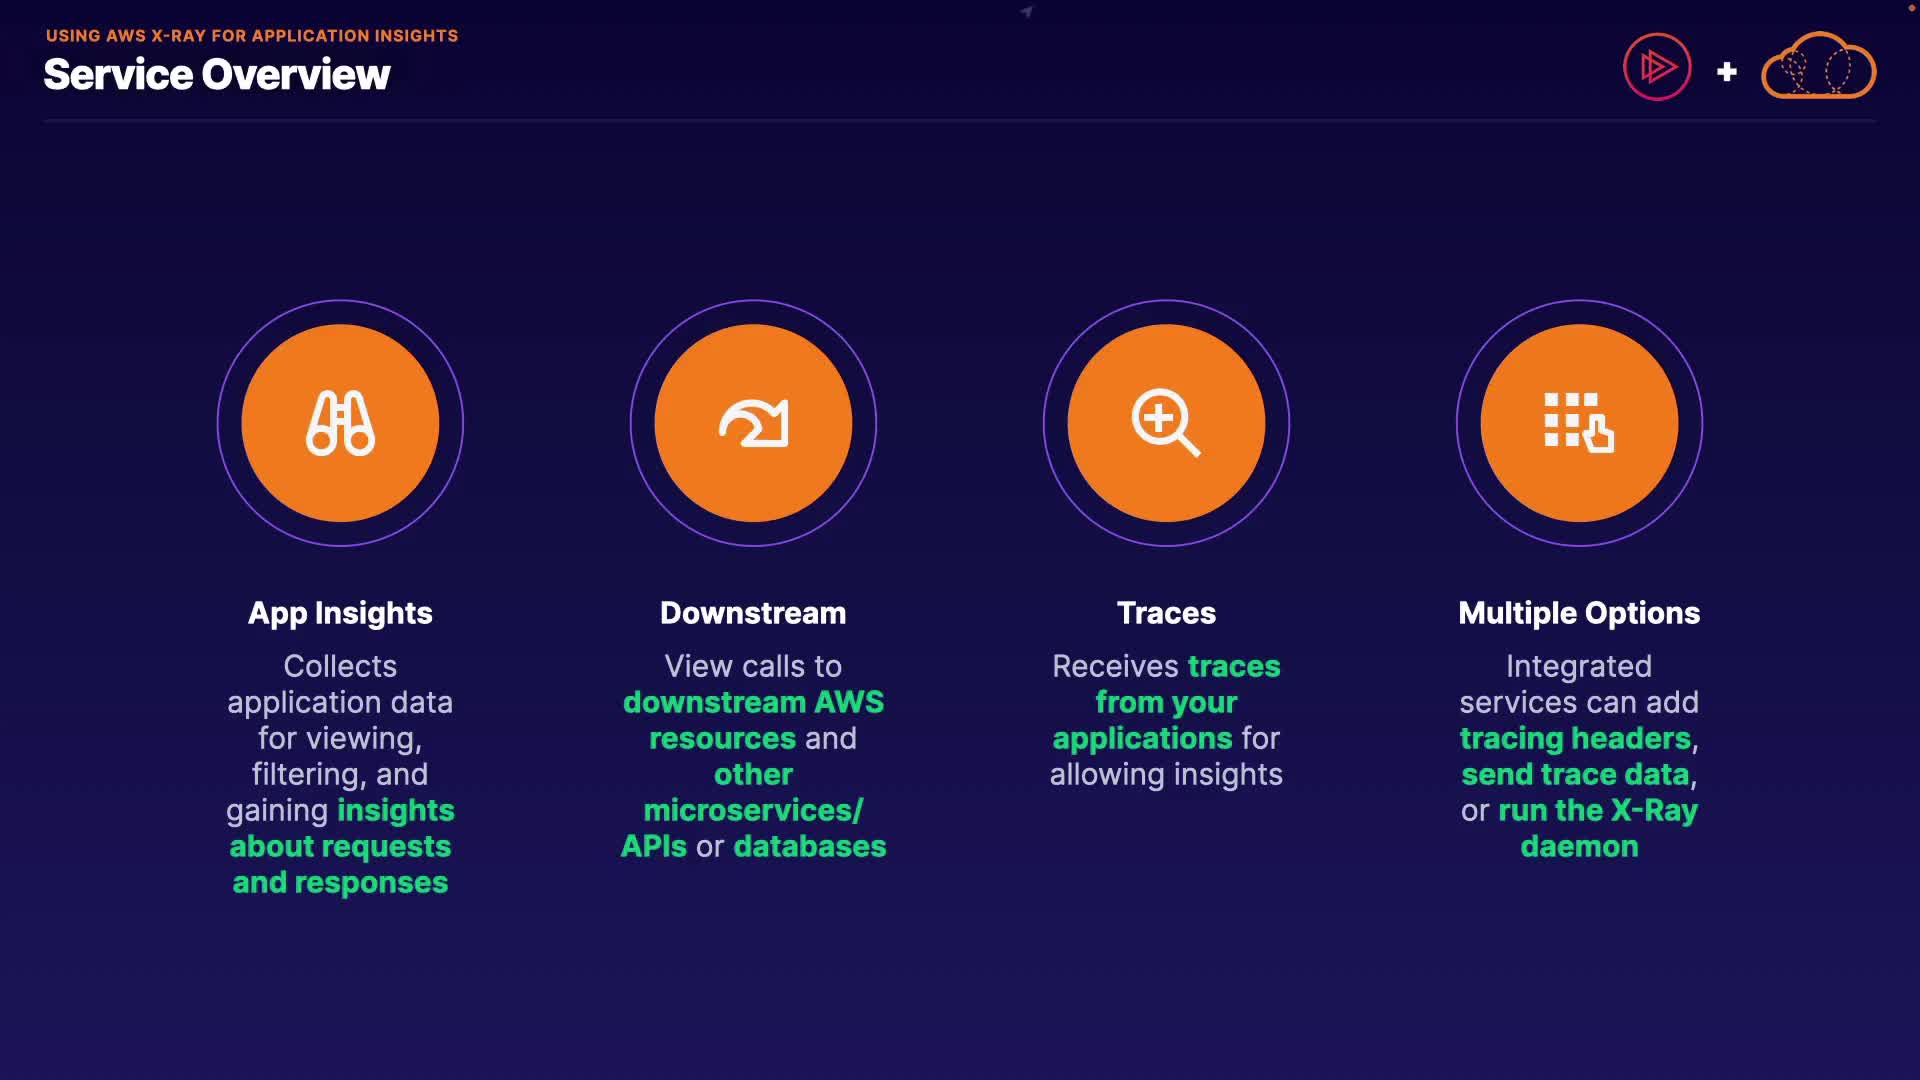 USING AWS X-RAY FOR APPLICATION INSIGHTS
Service Overview
App Insights
Collects
application data
for viewing,
filtering, and
gaining insights
about requests
and responses
Downstream
View calls to
downstream AWS
resources and
other
microservices/
APIs or databases
Traces
Receives traces
from your
applications for
allowing insights
Multiple Options
Integrated
services can add
tracing headers,
send trace data,
or run the X-Ray
daemon